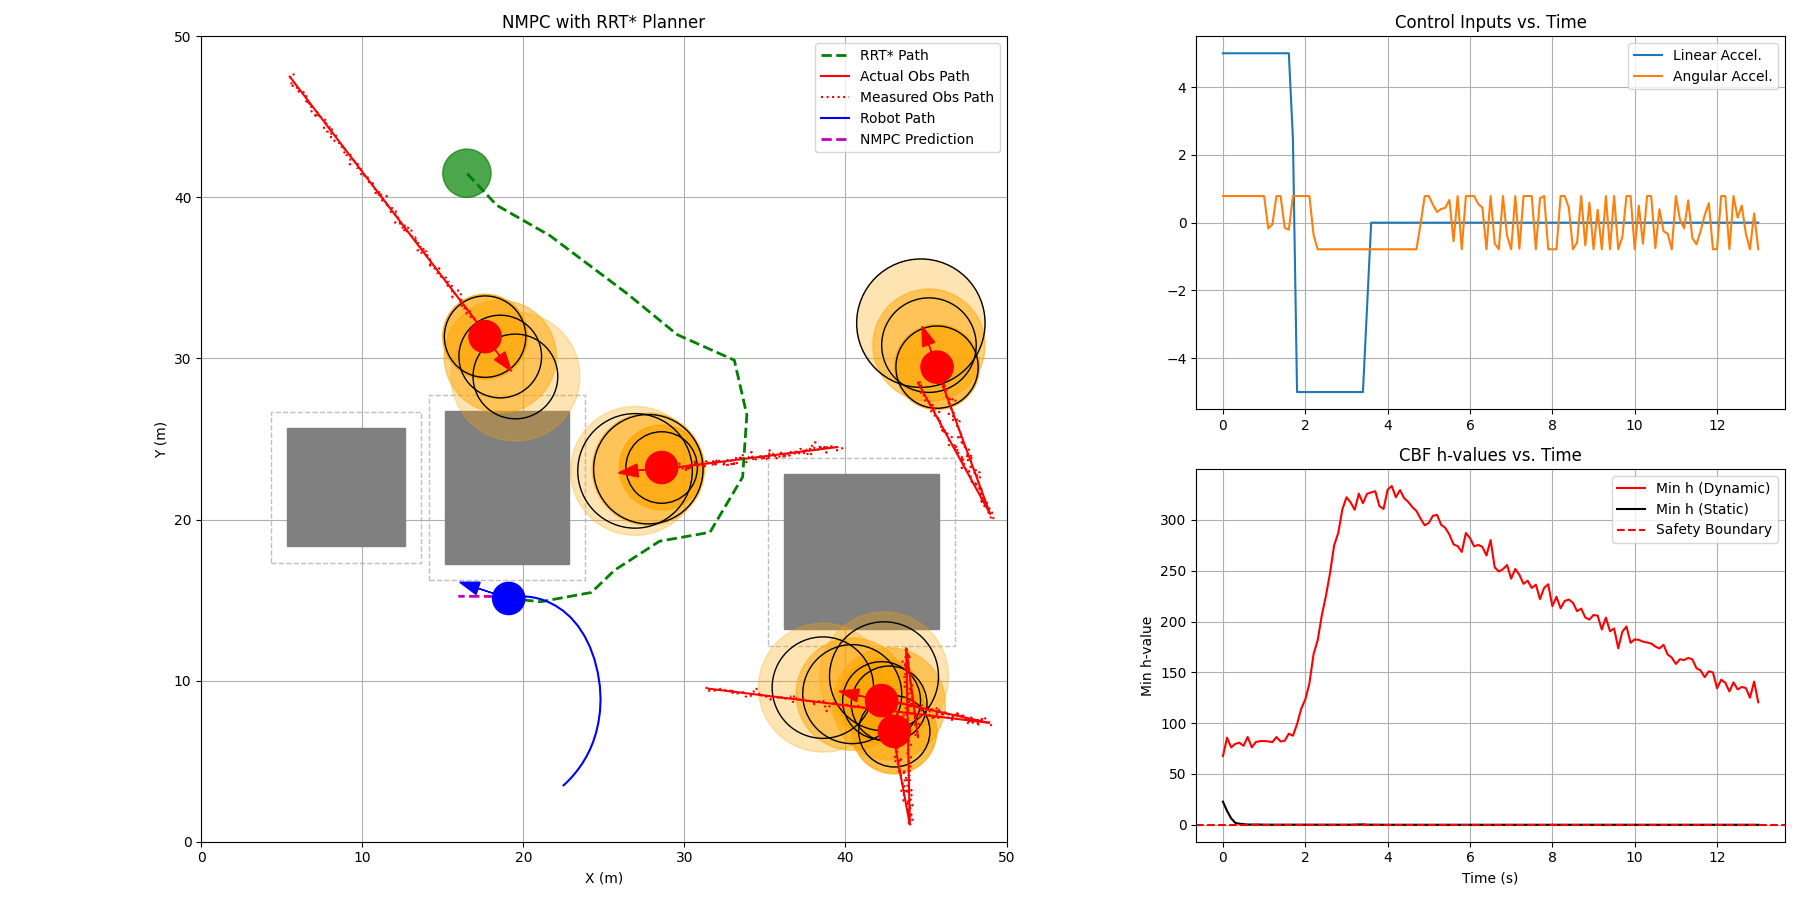 NMPC with RRT* Planner
RRT* Path
Actual Obs Path
Measured Obs Path
Robot Path
NMPC Prediction
50
40
30
20
10
0
Y (m)
0 10 20 30 40 50
X (m)
Control Inputs vs. Time
Linear Accel.
Angular Accel.
4
2
0
−2
−4
0 2 4 6 8 10 12
CBF h-values vs. Time
Min h (Dynamic)
Min h (Static)
Safety Boundary
300
250
200
150
100
50
0
Min h-value
0 2 4 6 8 10 12
Time (s)